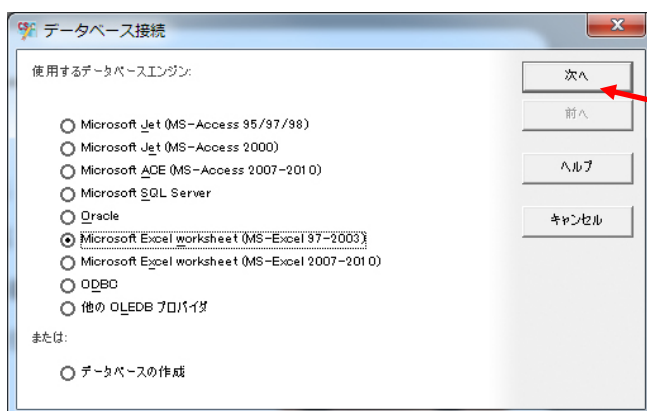 データベース接続
使用するデータベースエンジン:
Microsoft Jet (MS-Access 95/97/98)
Microsoft Jet (MS-Access 2000)
Microsoft ACE (MS-Access 2007-2010)
Microsoft SQL Server
Oracle
Microsoft Excel worksheet (MS-Excel 97-2003)
Microsoft Excel worksheet (MS-Excel 2007-2010)
ODBC
他の OLEDB プロバイダ
または:
データベースの作成
次へ
前へ
ヘルプ
キャンセル